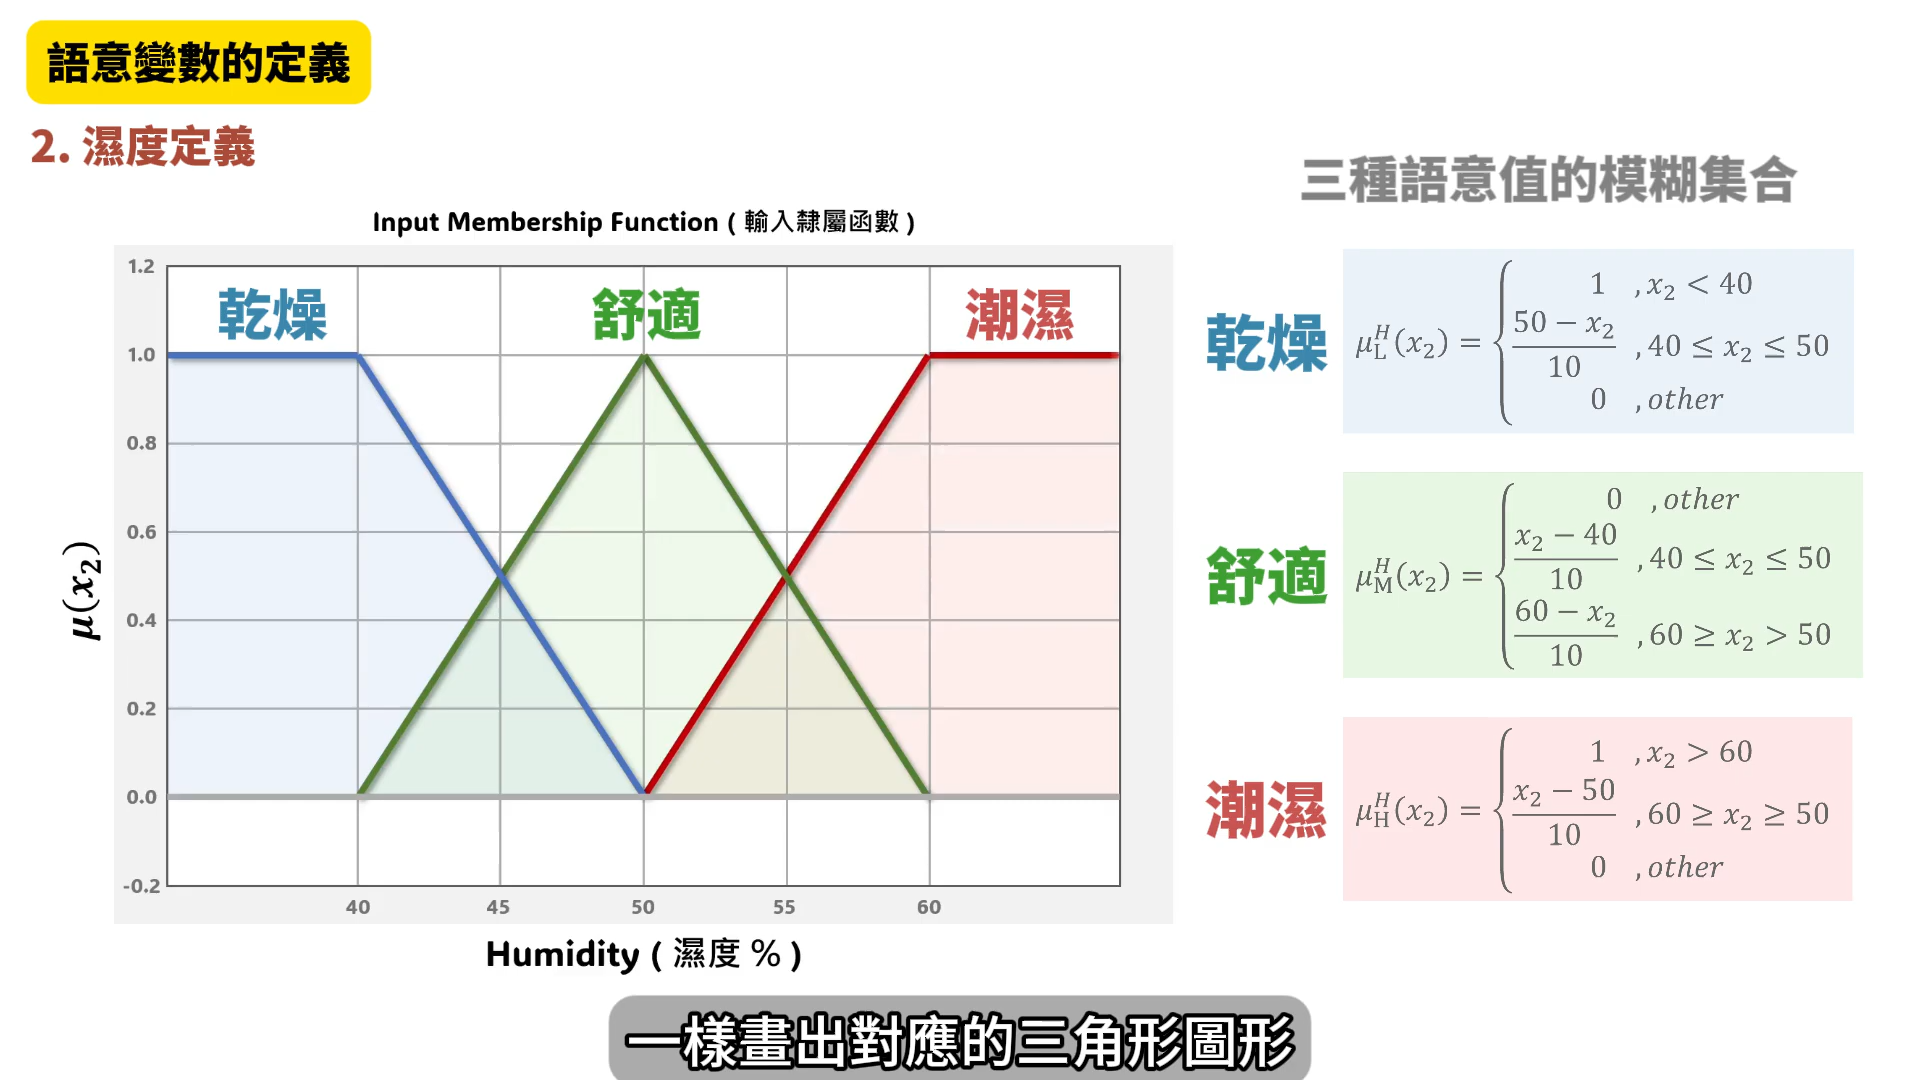 語意變數的定義
2. 濕度定義
三種語意值的模糊集合
Input Membership Function ( 輸入隸屬函數 )
1.2
1.0
0.8
0.6
0.4
0.2
0.0
-0.2
乾燥
舒適
潮濕
μ(x₂)
40 45 50 55 60
Humidity ( 濕度 % )
乾燥
μ_L^H(x₂) = { 1 , x₂ < 40
(50 − x₂)/10 , 40 ≤ x₂ ≤ 50
0 , other
舒適
μ_M^H(x₂) = { 0 , other
(x₂ − 40)/10 , 40 ≤ x₂ ≤ 50
(60 − x₂)/10 , 60 ≥ x₂ > 50
潮濕
μ_H^H(x₂) = { 1 , x₂ > 60
(x₂ − 50)/10 , 60 ≥ x₂ ≥ 50
0 , other
一樣畫出對應的三角形圖形